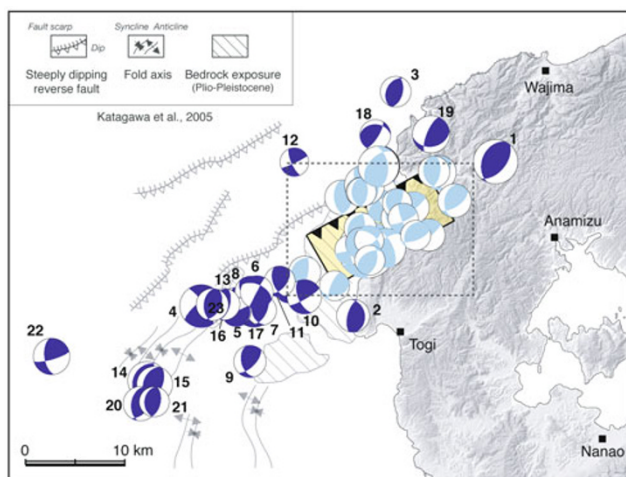 Fault scarp
Syncline Anticline
Dip
Steeply dipping
reverse fault
Fold axis
Bedrock exposure
(Plio-Pleistocene)
Katagawa et al., 2005
3
Wajima
18
19
1
12
Anamizu
6
8
13
4
23
16
5
17
7
11
10
2
Togi
22
9
14
15
20
21
0
10 km
Nanao